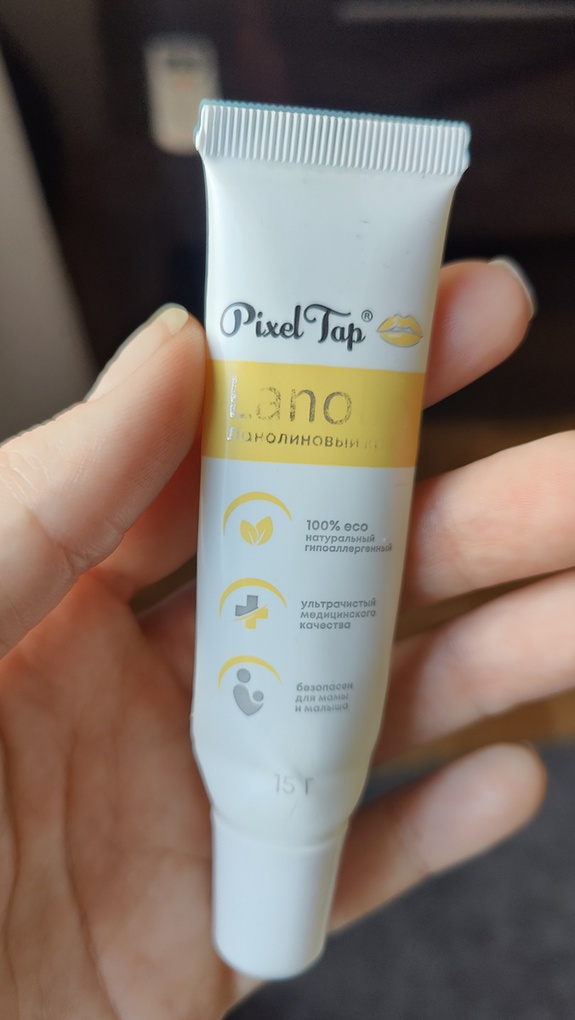 Pixel Tap®
Lano
ланолиновый
100% eco
натуральный
гипоаллергенный
ультрачистый
медицинского
качества
безопасен
для мамы
и малыша
15 г